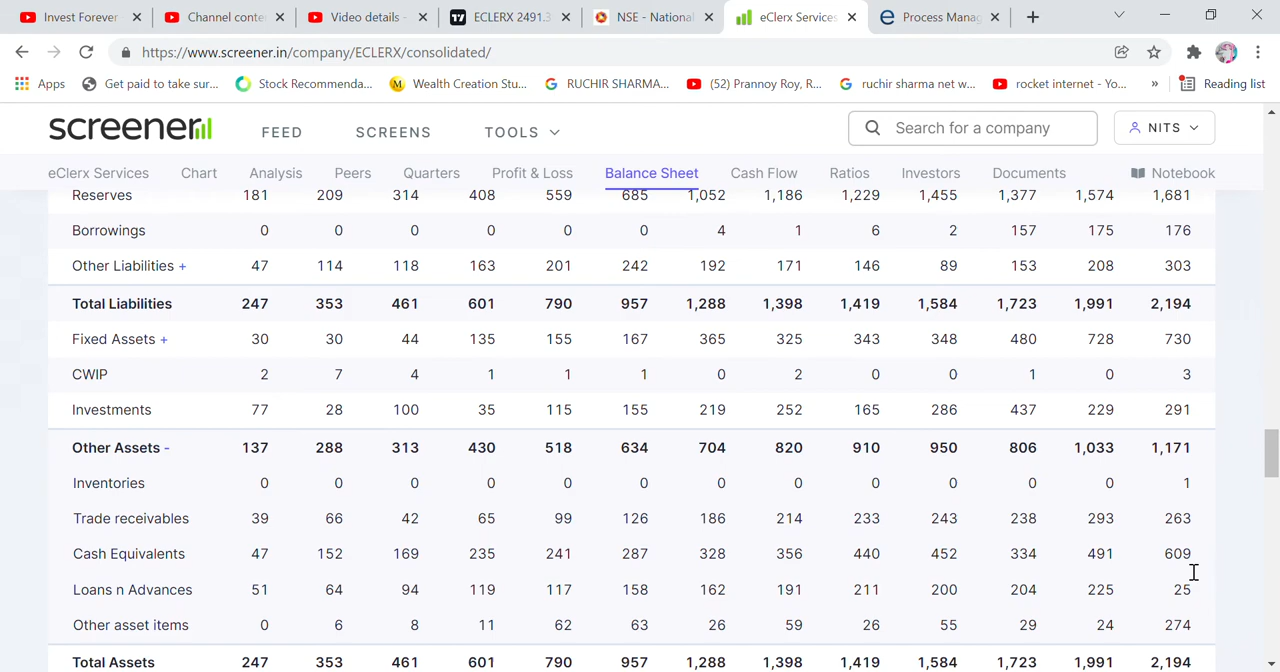 Invest Forever
Channel conte
Video details -
ECLERX 2491.3
NSE - National
eClerx Services
Process Manag
https://www.screener.in/company/ECLERX/consolidated/
Apps Get paid to take sur... Stock Recommenda... Wealth Creation Stu... RUCHIR SHARMA... (52) Prannoy Roy, R... ruchir sharma net w... rocket internet - Yo... » Reading list
screener FEED SCREENS TOOLS Search for a company NITS
eClerx Services Chart Analysis Peers Quarters Profit & Loss Balance Sheet Cash Flow Ratios Investors Documents Notebook
Reserves 181 209 314 408 559 685 1,052 1,186 1,229 1,455 1,377 1,574 1,681
Borrowings 0 0 0 0 0 0 4 1 6 2 157 175 176
Other Liabilities + 47 114 118 163 201 242 192 171 146 89 153 208 303
Total Liabilities 247 353 461 601 790 957 1,288 1,398 1,419 1,584 1,723 1,991 2,194
Fixed Assets + 30 30 44 135 155 167 365 325 343 348 480 728 730
CWIP 2 7 4 1 1 1 0 2 0 0 1 0 3
Investments 77 28 100 35 115 155 219 252 165 286 437 229 291
Other Assets - 137 288 313 430 518 634 704 820 910 950 806 1,033 1,171
Inventories 0 0 0 0 0 0 0 0 0 0 0 0 1
Trade receivables 39 66 42 65 99 126 186 214 233 243 238 293 263
Cash Equivalents 47 152 169 235 241 287 328 356 440 452 334 491 609
Loans n Advances 51 64 94 119 117 158 162 191 211 200 204 225 25
Other asset items 0 6 8 11 62 63 26 59 26 55 29 24 274
Total Assets 247 353 461 601 790 957 1,288 1,398 1,419 1,584 1,723 1,991 2,194